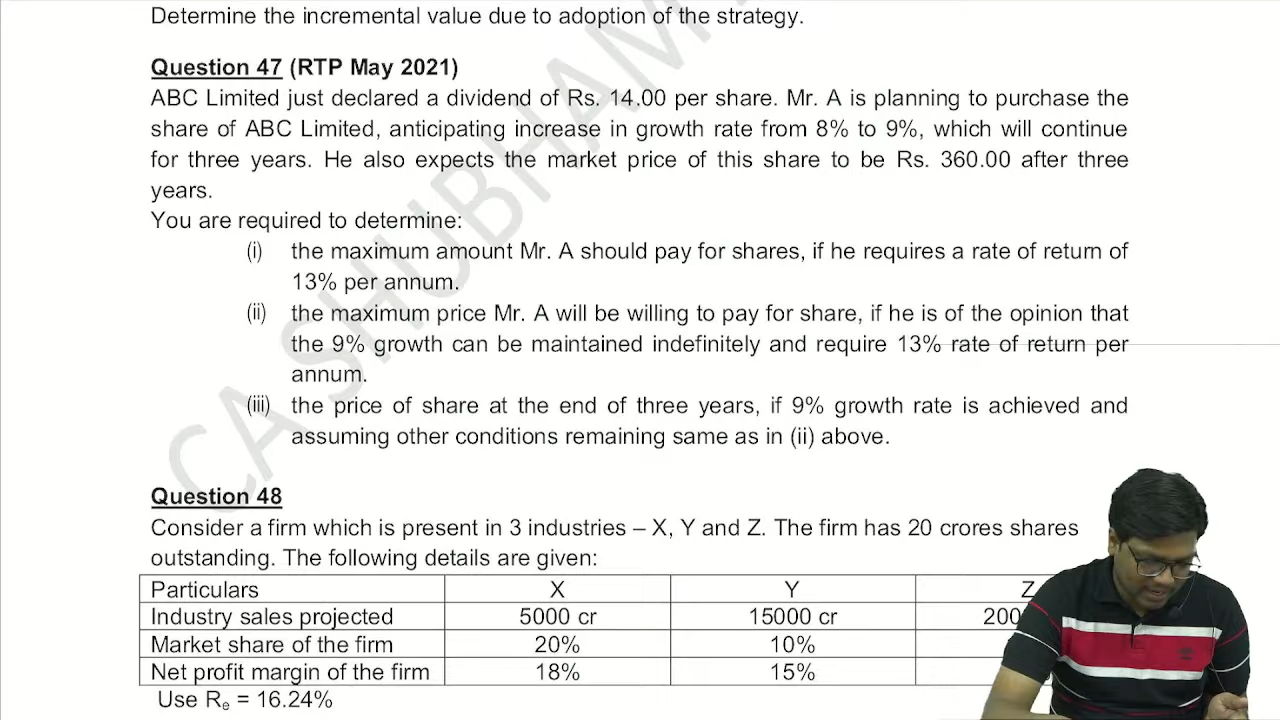 Determine the incremental value due to adoption of the strategy.
Question 47 (RTP May 2021)
ABC Limited just declared a dividend of Rs. 14.00 per share. Mr. A is planning to purchase the
share of ABC Limited, anticipating increase in growth rate from 8% to 9%, which will continue
for three years. He also expects the market price of this share to be Rs. 360.00 after three
years.
You are required to determine:
(i) the maximum amount Mr. A should pay for shares, if he requires a rate of return of
13% per annum.
(ii) the maximum price Mr. A will be willing to pay for share, if he is of the opinion that
the 9% growth can be maintained indefinitely and require 13% rate of return per
annum.
(iii) the price of share at the end of three years, if 9% growth rate is achieved and
assuming other conditions remaining same as in (ii) above.
CA SHUBHAM
Question 48
Consider a firm which is present in 3 industries – X, Y and Z. The firm has 20 crores shares
outstanding. The following details are given:
Particulars X Y Z
Industry sales projected 5000 cr 15000 cr
Market share of the firm 20% 10%
Net profit margin of the firm 18% 15%
Use Re = 16.24%